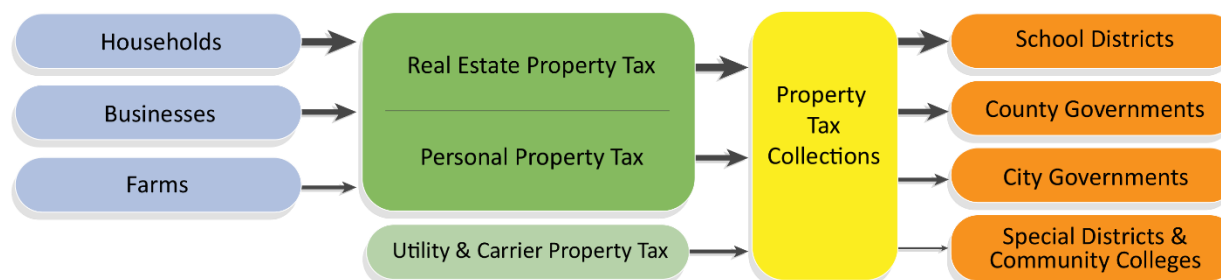 Households
Businesses
Farms
Real Estate Property Tax
Personal Property Tax
Utility & Carrier Property Tax
Property
Tax
Collections
School Districts
County Governments
City Governments
Special Districts &
Community Colleges